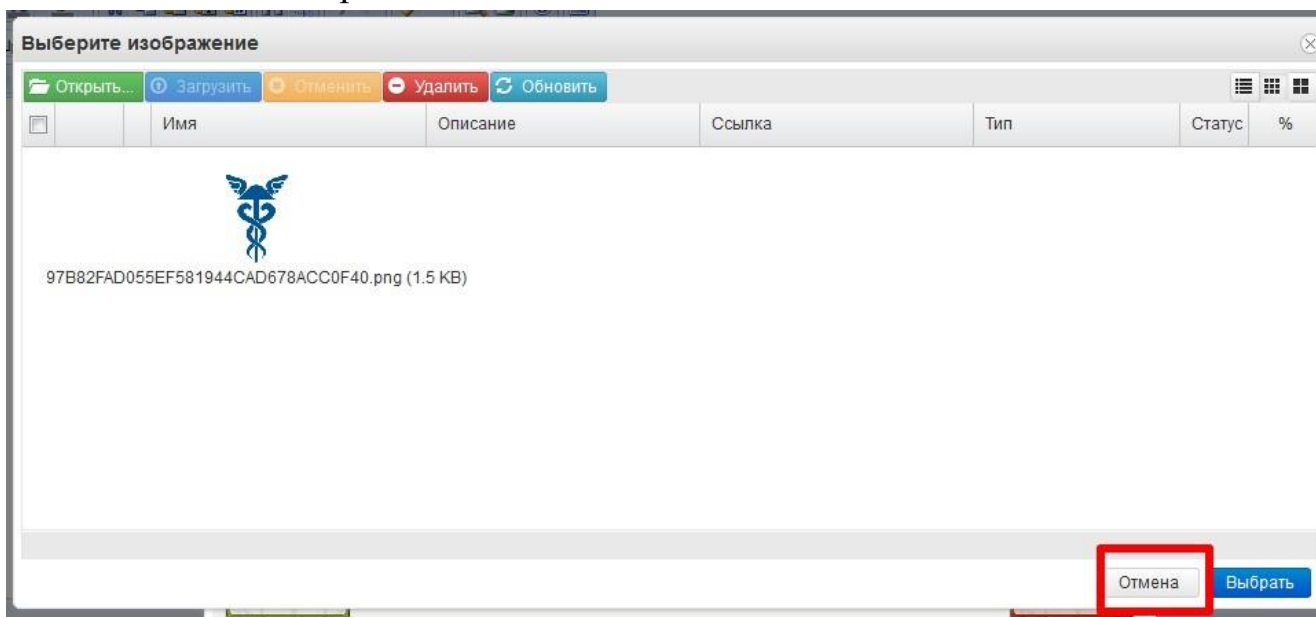 Выберите изображение
Открыть... Загрузить Отменить Удалить Обновить
Имя Описание Ссылка Тип Статус %
97B82FAD055EF581944CAD678ACC0F40.png (1.5 KB)
Отмена Выбрать